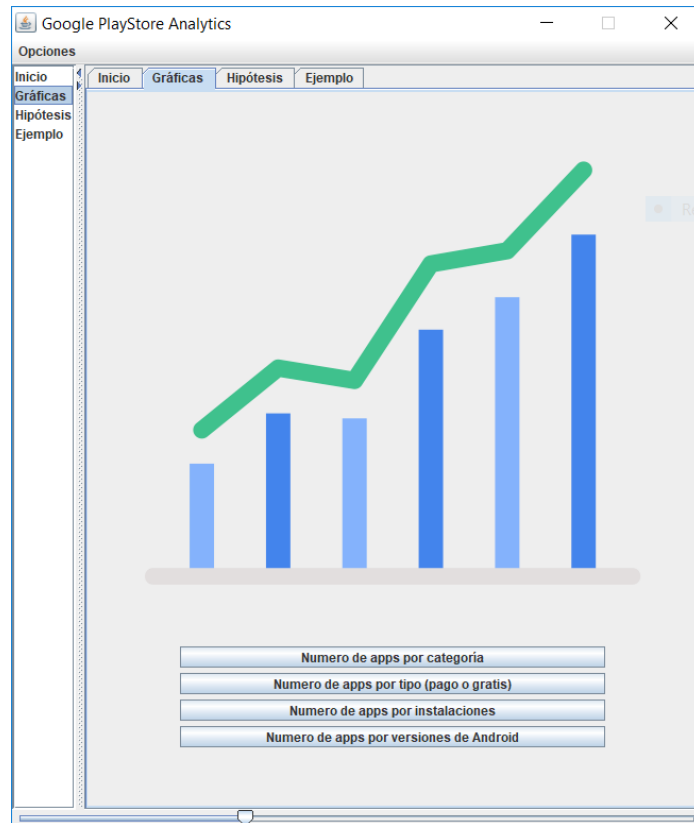 Google PlayStore Analytics
Opciones
Inicio
Gráficas
Hipótesis
Ejemplo
Inicio Gráficas Hipótesis Ejemplo
Numero de apps por categoría
Numero de apps por tipo (pago o gratis)
Numero de apps por instalaciones
Numero de apps por versiones de Android